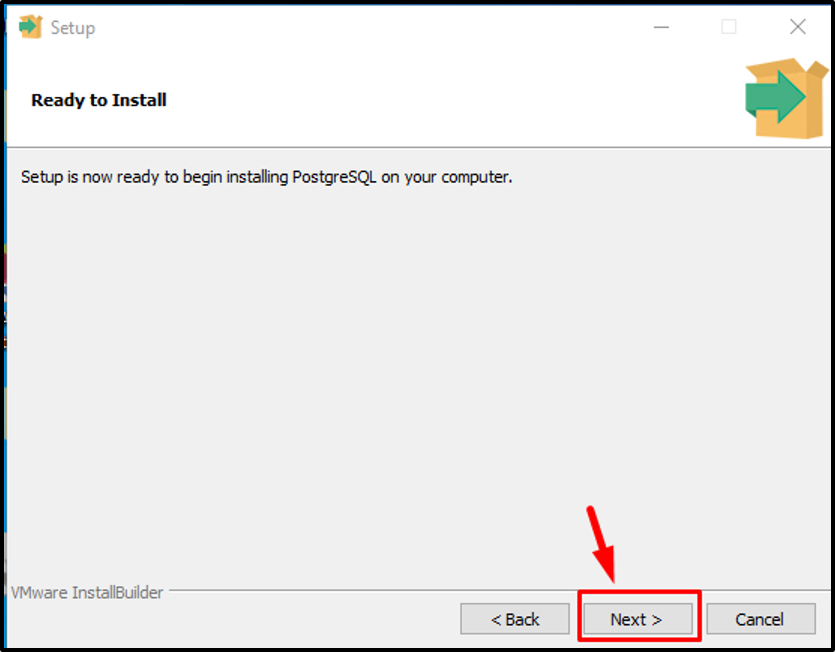 Setup
Ready to Install
Setup is now ready to begin installing PostgreSQL on your computer.
VMware InstallBuilder
< Back
Next >
Cancel